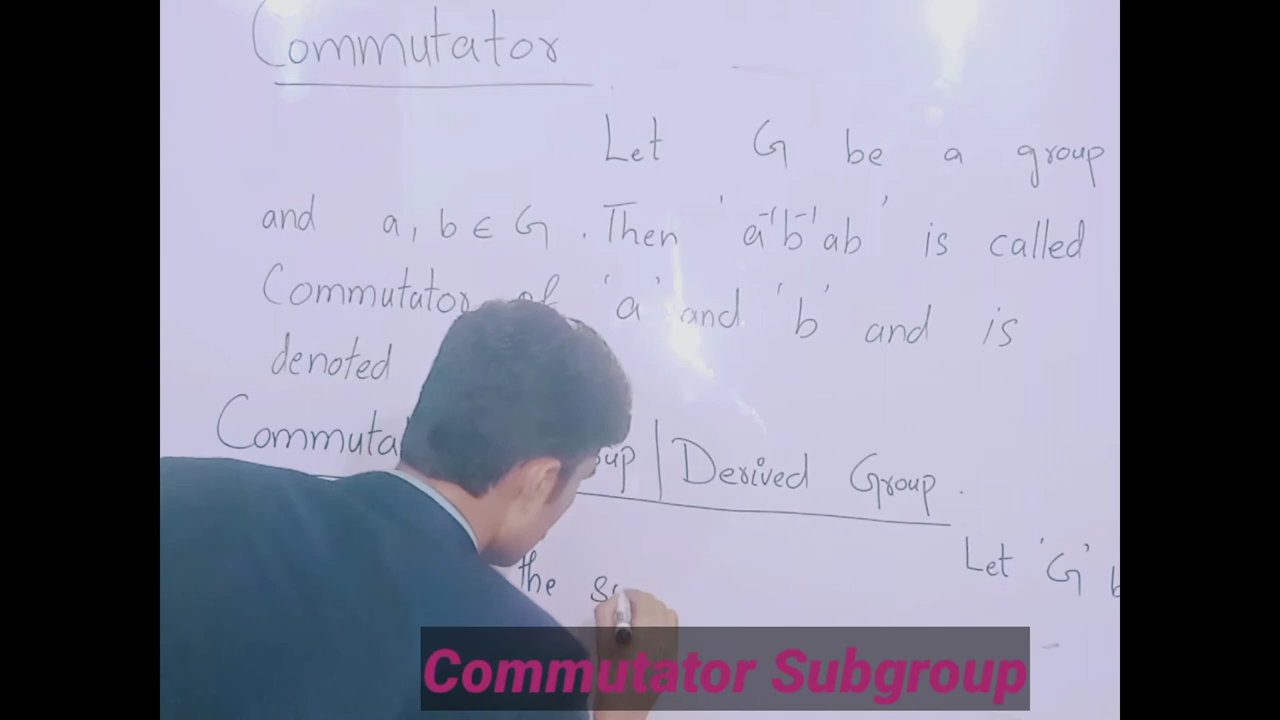 Commutator
Let G be a group
and a, b ∈ G . Then 'a⁻¹b⁻¹ab' is called
Commutator of 'a' and 'b' and is
denoted
Derived Group .
Let 'G'
the
Commutator Subgroup